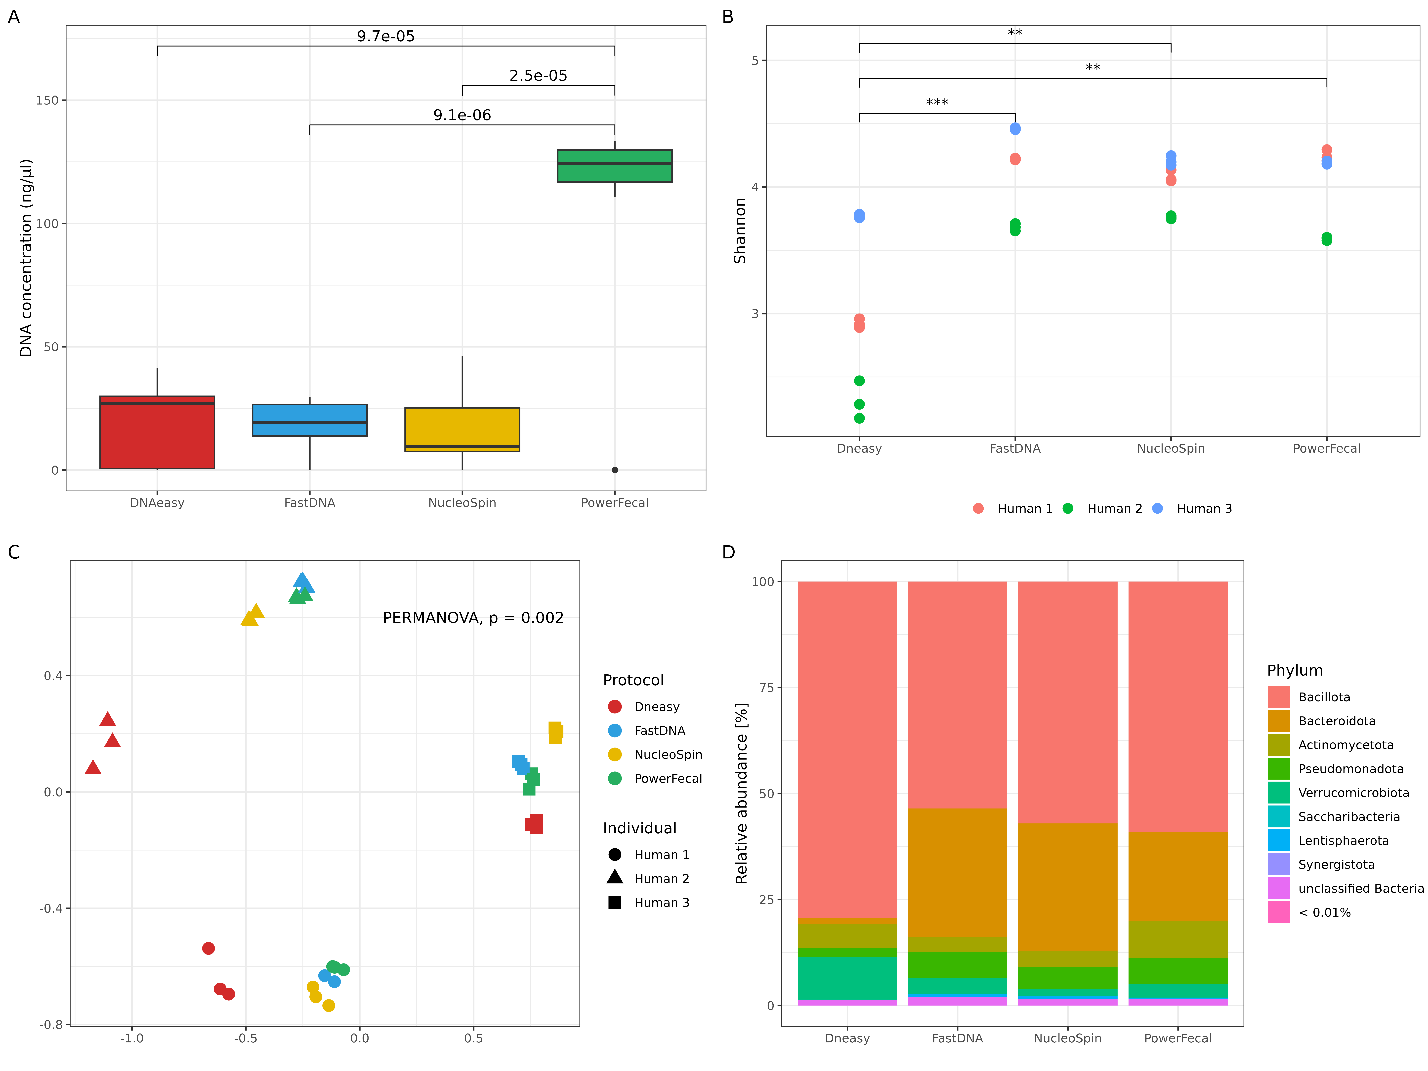 A
9.7e-05
2.5e-05
9.1e-06
DNA concentration (ng/µl)
150
100
50
0
DNAeasy
FastDNA
NucleoSpin
PowerFecal
B
**
**
***
Shannon
5
4
3
Dneasy
FastDNA
NucleoSpin
PowerFecal
Human 1
Human 2
Human 3
C
PERMANOVA, p = 0.002
0.4
0.0
-0.4
-0.8
-1.0
-0.5
0.0
0.5
Protocol
Dneasy
FastDNA
NucleoSpin
PowerFecal
Individual
Human 1
Human 2
Human 3
D
Relative abundance [%]
100
75
50
25
0
Dneasy
FastDNA
NucleoSpin
PowerFecal
Phylum
Bacillota
Bacteroidota
Actinomycetota
Pseudomonadota
Verrucomicrobiota
Saccharibacteria
Lentisphaerota
Synergistota
unclassified Bacteria
< 0.01%